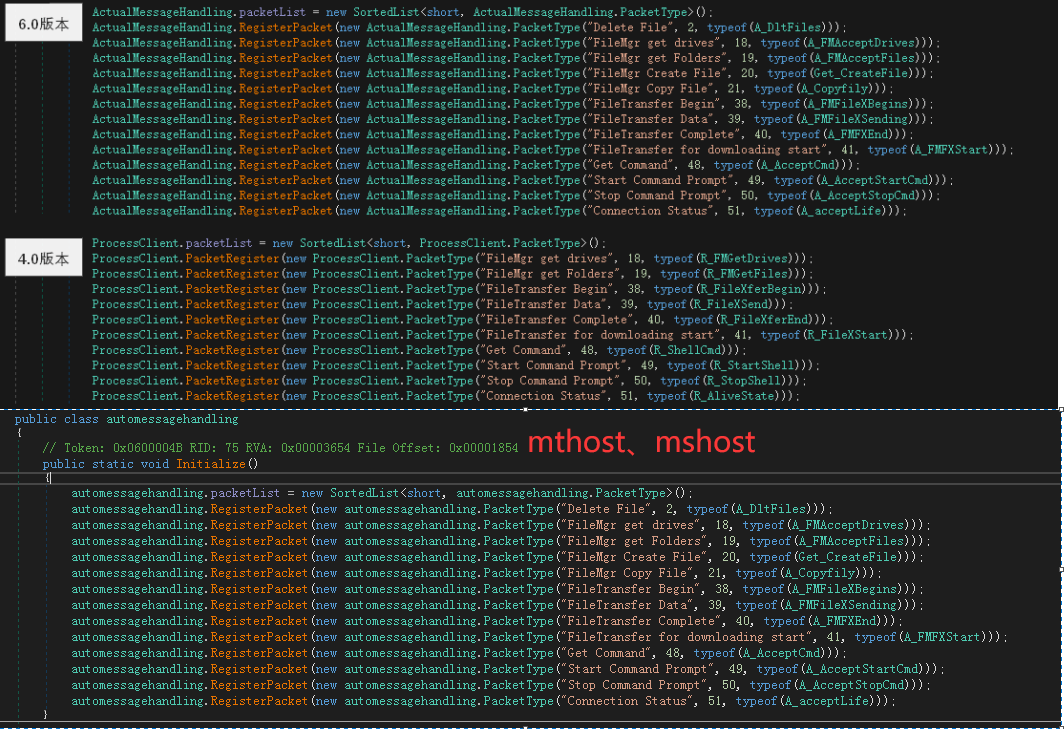 6.0版本
ActualMessageHandling.packetList = new SortedList<short, ActualMessageHandling.PacketType>();
ActualMessageHandling.RegisterPacket(new ActualMessageHandling.PacketType("Delete File", 2, typeof(A_DltFiles)));
ActualMessageHandling.RegisterPacket(new ActualMessageHandling.PacketType("FileMgr get drives", 18, typeof(A_FMAcceptDrives)));
ActualMessageHandling.RegisterPacket(new ActualMessageHandling.PacketType("FileMgr get Folders", 19, typeof(A_FMAcceptFiles)));
ActualMessageHandling.RegisterPacket(new ActualMessageHandling.PacketType("FileMgr Create File", 20, typeof(Get_CreateFile)));
ActualMessageHandling.RegisterPacket(new ActualMessageHandling.PacketType("FileMgr Copy File", 21, typeof(A_Copyfily)));
ActualMessageHandling.RegisterPacket(new ActualMessageHandling.PacketType("FileTransfer Begin", 38, typeof(A_FMFileXBegins)));
ActualMessageHandling.RegisterPacket(new ActualMessageHandling.PacketType("FileTransfer Data", 39, typeof(A_FMFileXSending)));
ActualMessageHandling.RegisterPacket(new ActualMessageHandling.PacketType("FileTransfer Complete", 40, typeof(A_FMFXEnd)));
ActualMessageHandling.RegisterPacket(new ActualMessageHandling.PacketType("FileTransfer for downloading start", 41, typeof(A_FMFXStart)));
ActualMessageHandling.RegisterPacket(new ActualMessageHandling.PacketType("Get Command", 48, typeof(A_AcceptCmd)));
ActualMessageHandling.RegisterPacket(new ActualMessageHandling.PacketType("Start Command Prompt", 49, typeof(A_AcceptStartCmd)));
ActualMessageHandling.RegisterPacket(new ActualMessageHandling.PacketType("Stop Command Prompt", 50, typeof(A_AcceptStopCmd)));
ActualMessageHandling.RegisterPacket(new ActualMessageHandling.PacketType("Connection Status", 51, typeof(A_acceptLife)));
4.0版本
ProcessClient.packetList = new SortedList<short, ProcessClient.PacketType>();
ProcessClient.PacketRegister(new ProcessClient.PacketType("FileMgr get drives", 18, typeof(R_FMGetDrives)));
ProcessClient.PacketRegister(new ProcessClient.PacketType("FileMgr get Folders", 19, typeof(R_FMGetFiles)));
ProcessClient.PacketRegister(new ProcessClient.PacketType("FileTransfer Begin", 38, typeof(R_FileXferBegin)));
ProcessClient.PacketRegister(new ProcessClient.PacketType("FileTransfer Data", 39, typeof(R_FileXSend)));
ProcessClient.PacketRegister(new ProcessClient.PacketType("FileTransfer Complete", 40, typeof(R_FileXferEnd)));
ProcessClient.PacketRegister(new ProcessClient.PacketType("FileTransfer for downloading start", 41, typeof(R_FileXStart)));
ProcessClient.PacketRegister(new ProcessClient.PacketType("Get Command", 48, typeof(R_ShellCmd)));
ProcessClient.PacketRegister(new ProcessClient.PacketType("Start Command Prompt", 49, typeof(R_StartShell)));
ProcessClient.PacketRegister(new ProcessClient.PacketType("Stop Command Prompt", 50, typeof(R_StopShell)));
ProcessClient.PacketRegister(new ProcessClient.PacketType("Connection Status", 51, typeof(R_AliveState)));
public class automessagehandling
{
// Token: 0x0600004B RID: 75 RVA: 0x00003654 File Offset: 0x00001854
mthost、mshost
public static void Initialize()
{
automessagehandling.packetList = new SortedList<short, automessagehandling.PacketType>();
automessagehandling.RegisterPacket(new automessagehandling.PacketType("Delete File", 2, typeof(A_DltFiles)));
automessagehandling.RegisterPacket(new automessagehandling.PacketType("FileMgr get drives", 18, typeof(A_FMAcceptDrives)));
automessagehandling.RegisterPacket(new automessagehandling.PacketType("FileMgr get Folders", 19, typeof(A_FMAcceptFiles)));
automessagehandling.RegisterPacket(new automessagehandling.PacketType("FileMgr Create File", 20, typeof(Get_CreateFile)));
automessagehandling.RegisterPacket(new automessagehandling.PacketType("FileMgr Copy File", 21, typeof(A_Copyfily)));
automessagehandling.RegisterPacket(new automessagehandling.PacketType("FileTransfer Begin", 38, typeof(A_FMFileXBegins)));
automessagehandling.RegisterPacket(new automessagehandling.PacketType("FileTransfer Data", 39, typeof(A_FMFileXSending)));
automessagehandling.RegisterPacket(new automessagehandling.PacketType("FileTransfer Complete", 40, typeof(A_FMFXEnd)));
automessagehandling.RegisterPacket(new automessagehandling.PacketType("FileTransfer for downloading start", 41, typeof(A_FMFXStart)));
automessagehandling.RegisterPacket(new automessagehandling.PacketType("Get Command", 48, typeof(A_AcceptCmd)));
automessagehandling.RegisterPacket(new automessagehandling.PacketType("Start Command Prompt", 49, typeof(A_AcceptStartCmd)));
automessagehandling.RegisterPacket(new automessagehandling.PacketType("Stop Command Prompt", 50, typeof(A_AcceptStopCmd)));
automessagehandling.RegisterPacket(new automessagehandling.PacketType("Connection Status", 51, typeof(A_acceptLife)));
}